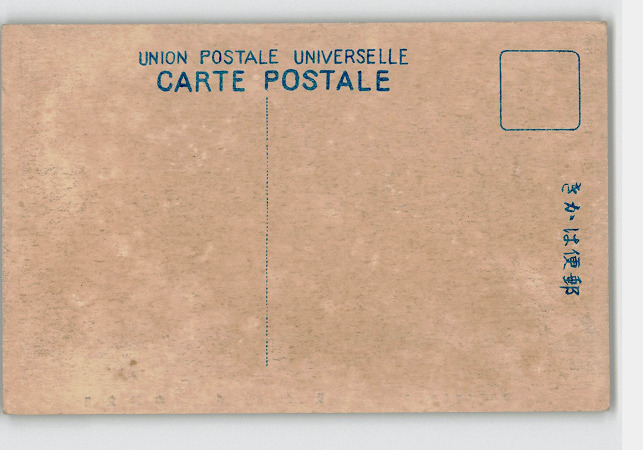 UNION POSTALE UNIVERSELLE
CARTE POSTALE
きかは便郵